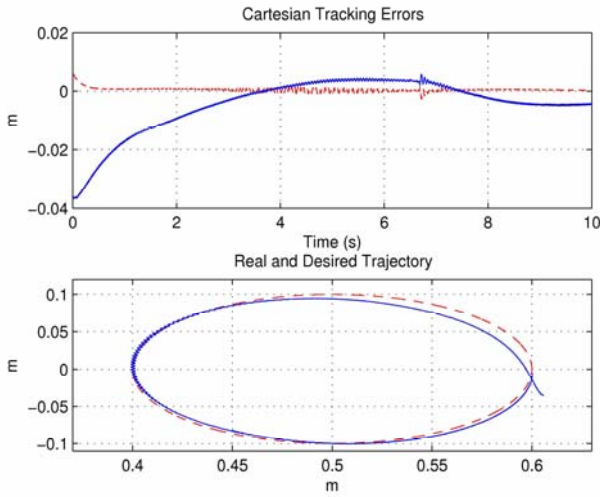 Cartesian Tracking Errors
0.02
0
−0.02
−0.04
m
0 2 4 6 8 10
Time (s)
Real and Desired Trajectory
0.1
0.05
0
−0.05
−0.1
m
0.4 0.45 0.5 0.55 0.6
m